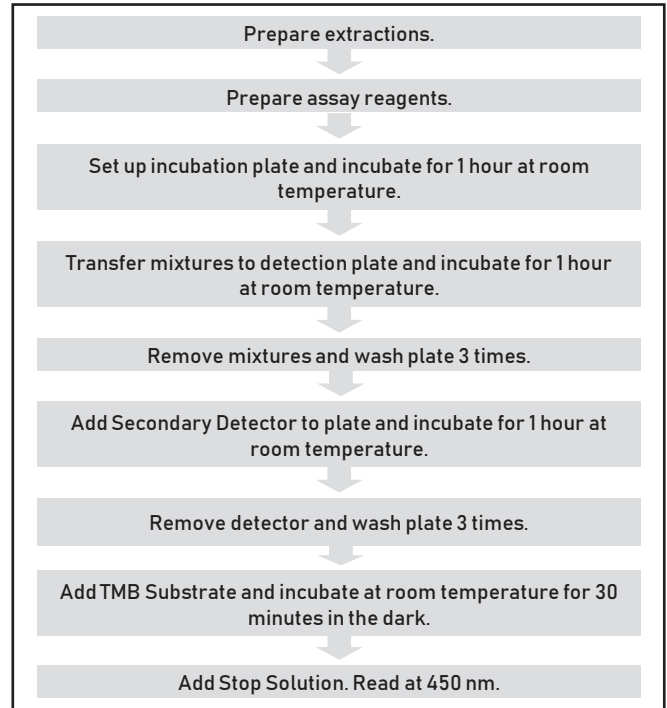 Prepare extractions.
Prepare assay reagents.
Set up incubation plate and incubate for 1 hour at room
temperature.
Transfer mixtures to detection plate and incubate for 1 hour
at room temperature.
Remove mixtures and wash plate 3 times.
Add Secondary Detector to plate and incubate for 1 hour at
room temperature.
Remove detector and wash plate 3 times.
Add TMB Substrate and incubate at room temperature for 30
minutes in the dark.
Add Stop Solution. Read at 450 nm.